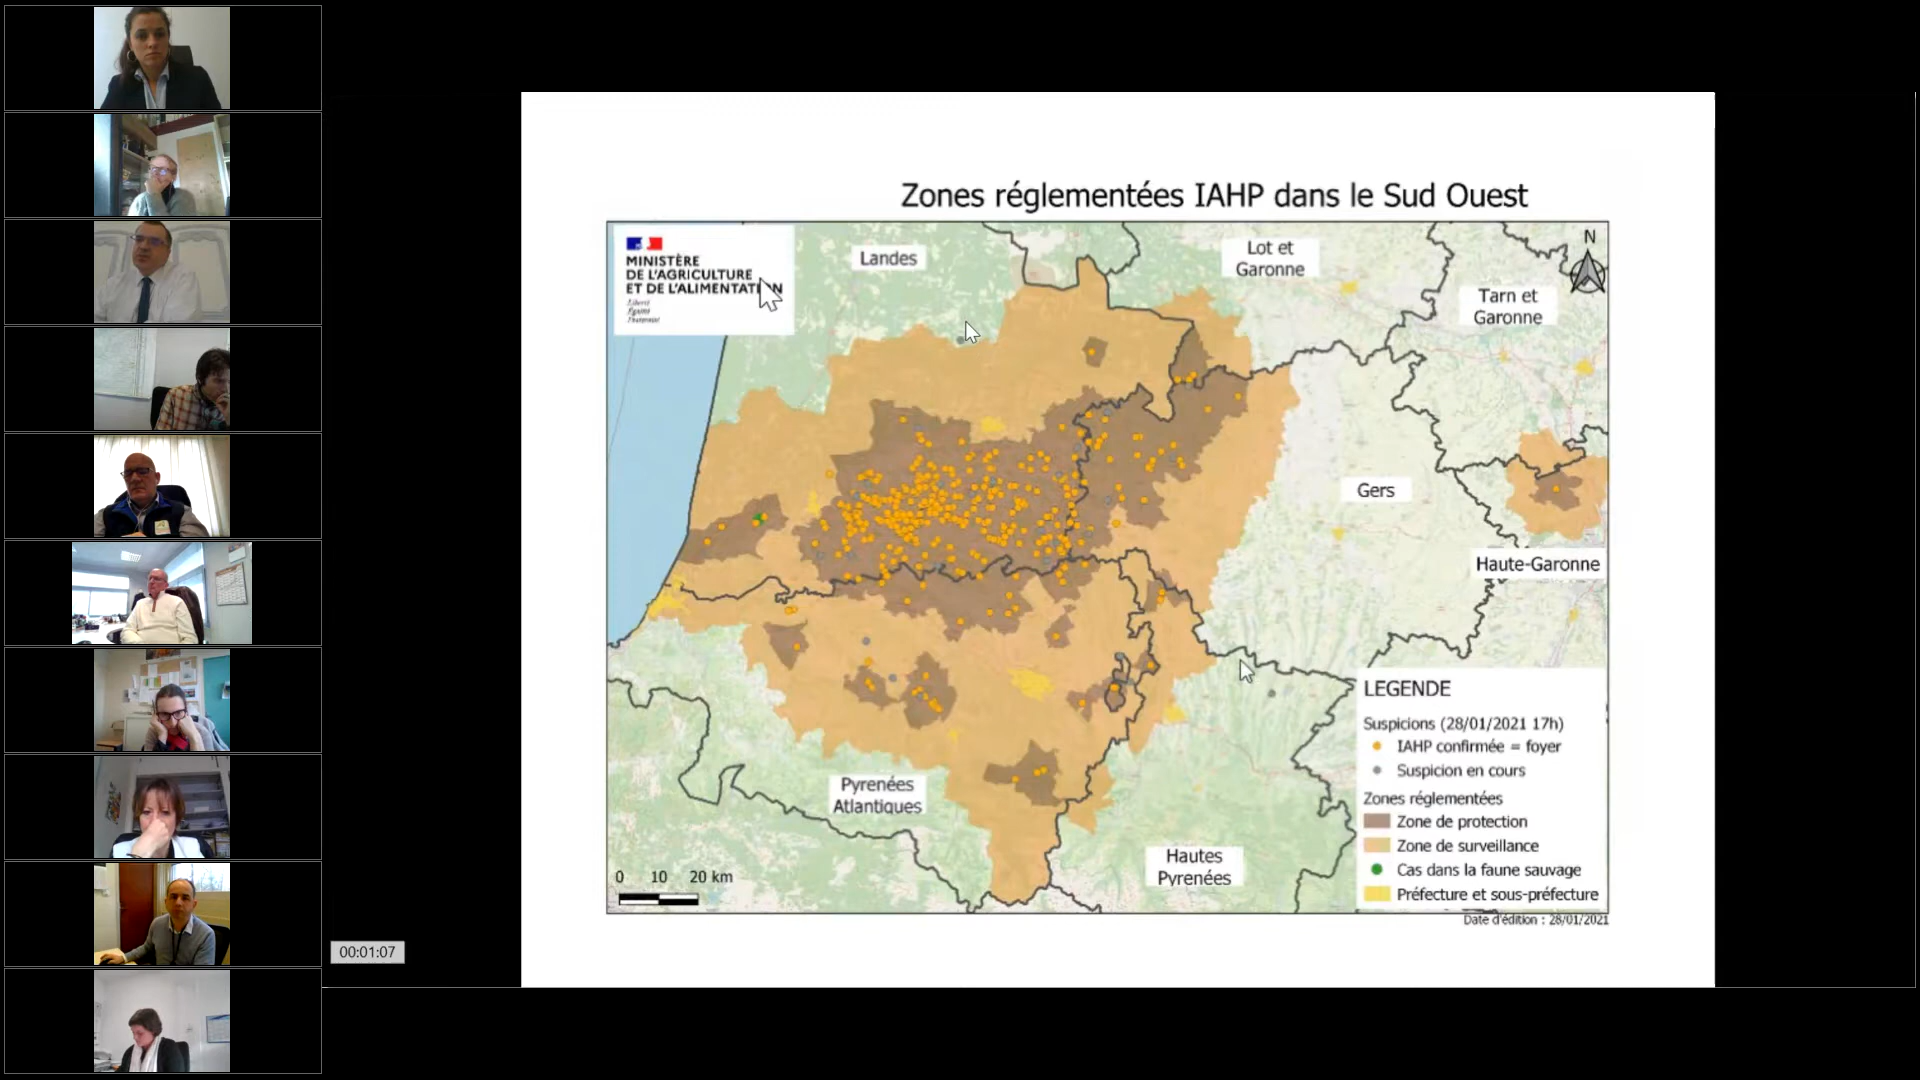 Zones réglementées IAHP dans le Sud Ouest
MINISTÈRE
DE L'AGRICULTURE
ET DE L'ALIMENTATION
Liberté
Égalité
Fraternité
Landes
Lot et
Garonne
N
Tarn et
Garonne
Gers
Haute-Garonne
Pyrenées
Atlantiques
Hautes
Pyrenées
0 10 20 km
LEGENDE
Suspicions (28/01/2021 17h)
IAHP confirmée = foyer
Suspicion en cours
Zones réglementées
Zone de protection
Zone de surveillance
Cas dans la faune sauvage
Préfecture et sous-préfecture
Date d'édition : 28/01/2021
00:01:07